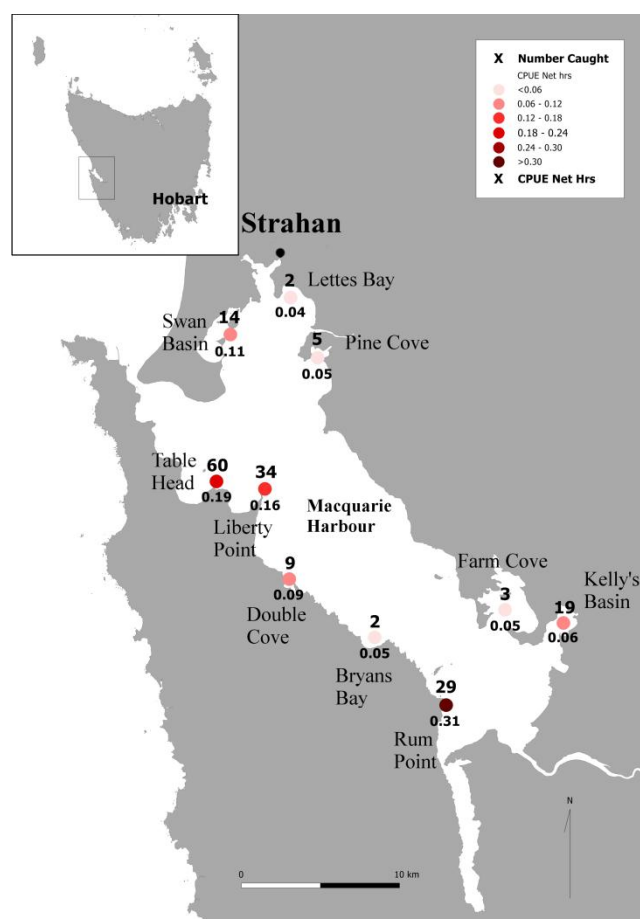 X Number Caught
CPUE Net hrs
<0.06
0.06 - 0.12
0.12 - 0.18
0.18 - 0.24
0.24 - 0.30
>0.30
X CPUE Net Hrs
Hobart
Strahan
2
Lettes Bay
0.04
14
Swan
Basin
0.11
5
Pine Cove
0.05
60
Table
Head
0.19
34
0.16
Liberty
Point
Macquarie
Harbour
9
0.09
Double
Cove
Farm Cove
3
0.05
Kelly's
Basin
19
0.06
2
0.05
Bryans
Bay
29
0.31
Rum
Point
N
0
10 km